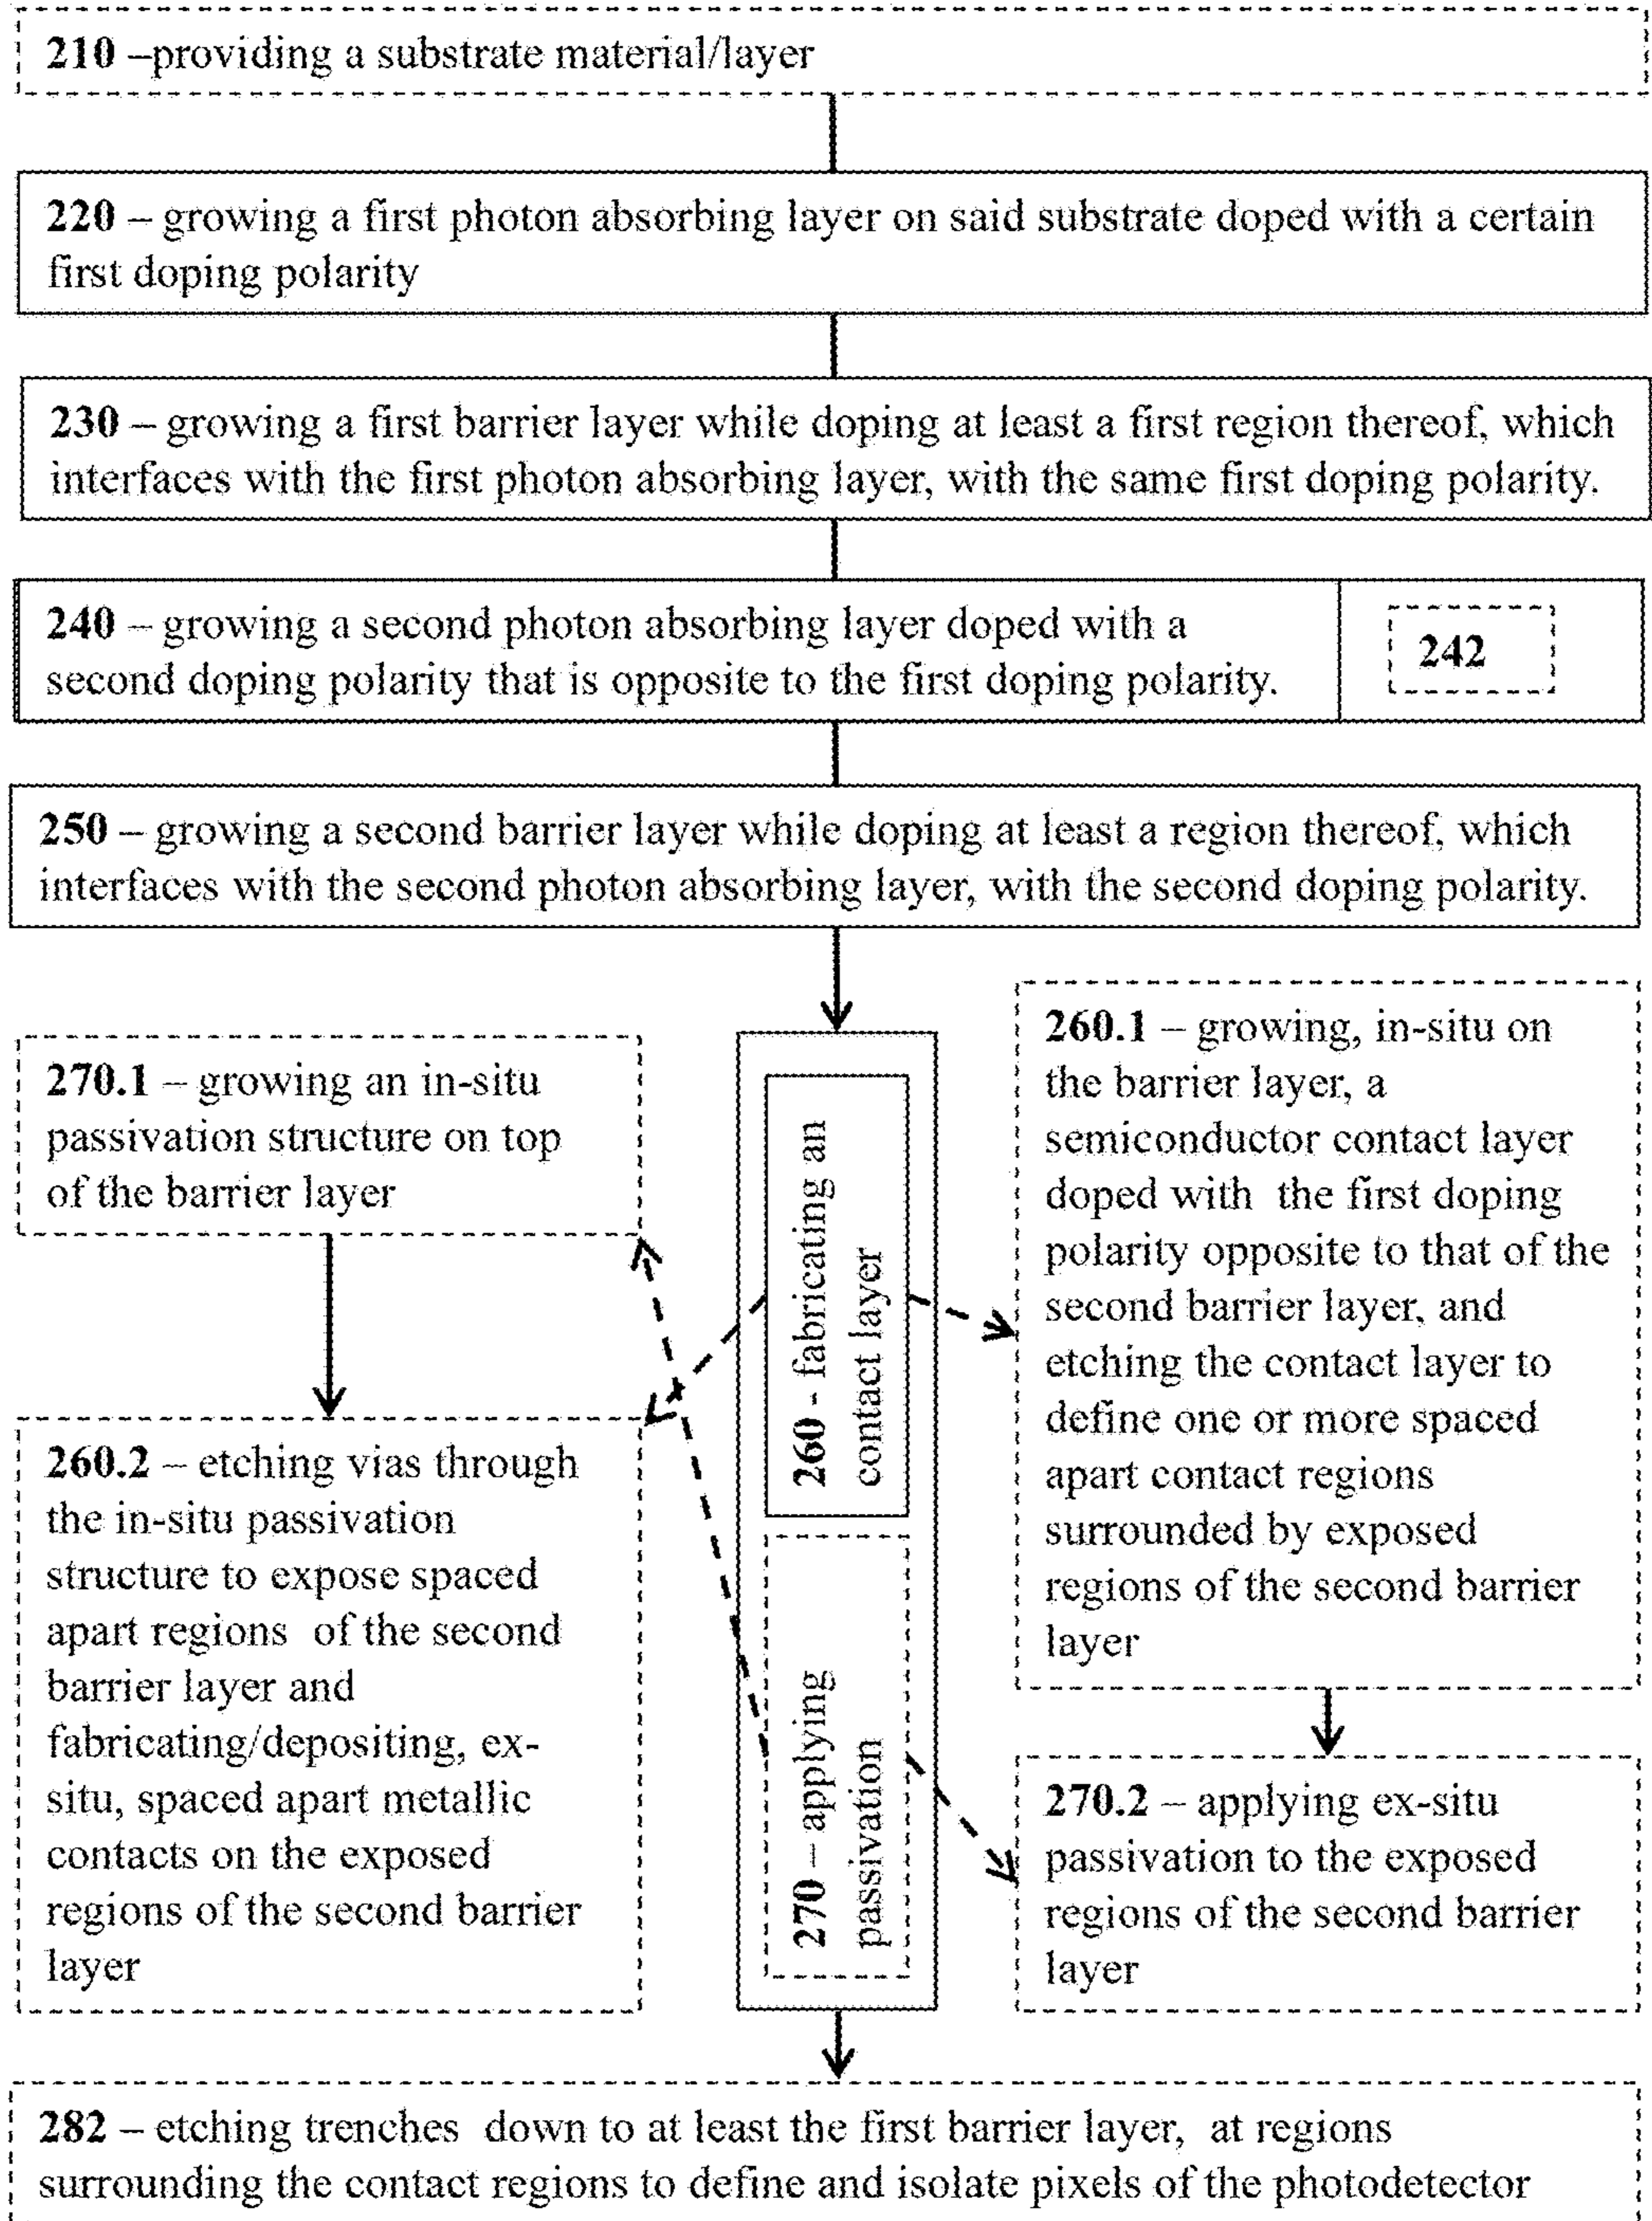 210 –providing a substrate material/layer
220 – growing a first photon absorbing layer on said substrate doped with a certain
first doping polarity
230 – growing a first barrier layer while doping at least a first region thereof, which
interfaces with the first photon absorbing layer, with the same first doping polarity.
240 – growing a second photon absorbing layer doped with a
second doping polarity that is opposite to the first doping polarity.
242
250 – growing a second barrier layer while doping at least a region thereof, which
interfaces with the second photon absorbing layer, with the second doping polarity.
270.1 – growing an in-situ
passivation structure on top
of the barrier layer
260.2 – etching vias through
the in-situ passivation
structure to expose spaced
apart regions of the second
barrier layer and
fabricating/depositing, ex-
situ, spaced apart metallic
contacts on the exposed
regions of the second barrier
layer
260 - fabricating an
contact layer
270 – applying
passivation
260.1 – growing, in-situ on
the barrier layer, a
semiconductor contact layer
doped with the first doping
polarity opposite to that of the
second barrier layer, and
etching the contact layer to
define one or more spaced
apart contact regions
surrounded by exposed
regions of the second barrier
layer
270.2 – applying ex-situ
passivation to the exposed
regions of the second barrier
layer
282 – etching trenches down to at least the first barrier layer, at regions
surrounding the contact regions to define and isolate pixels of the photodetector